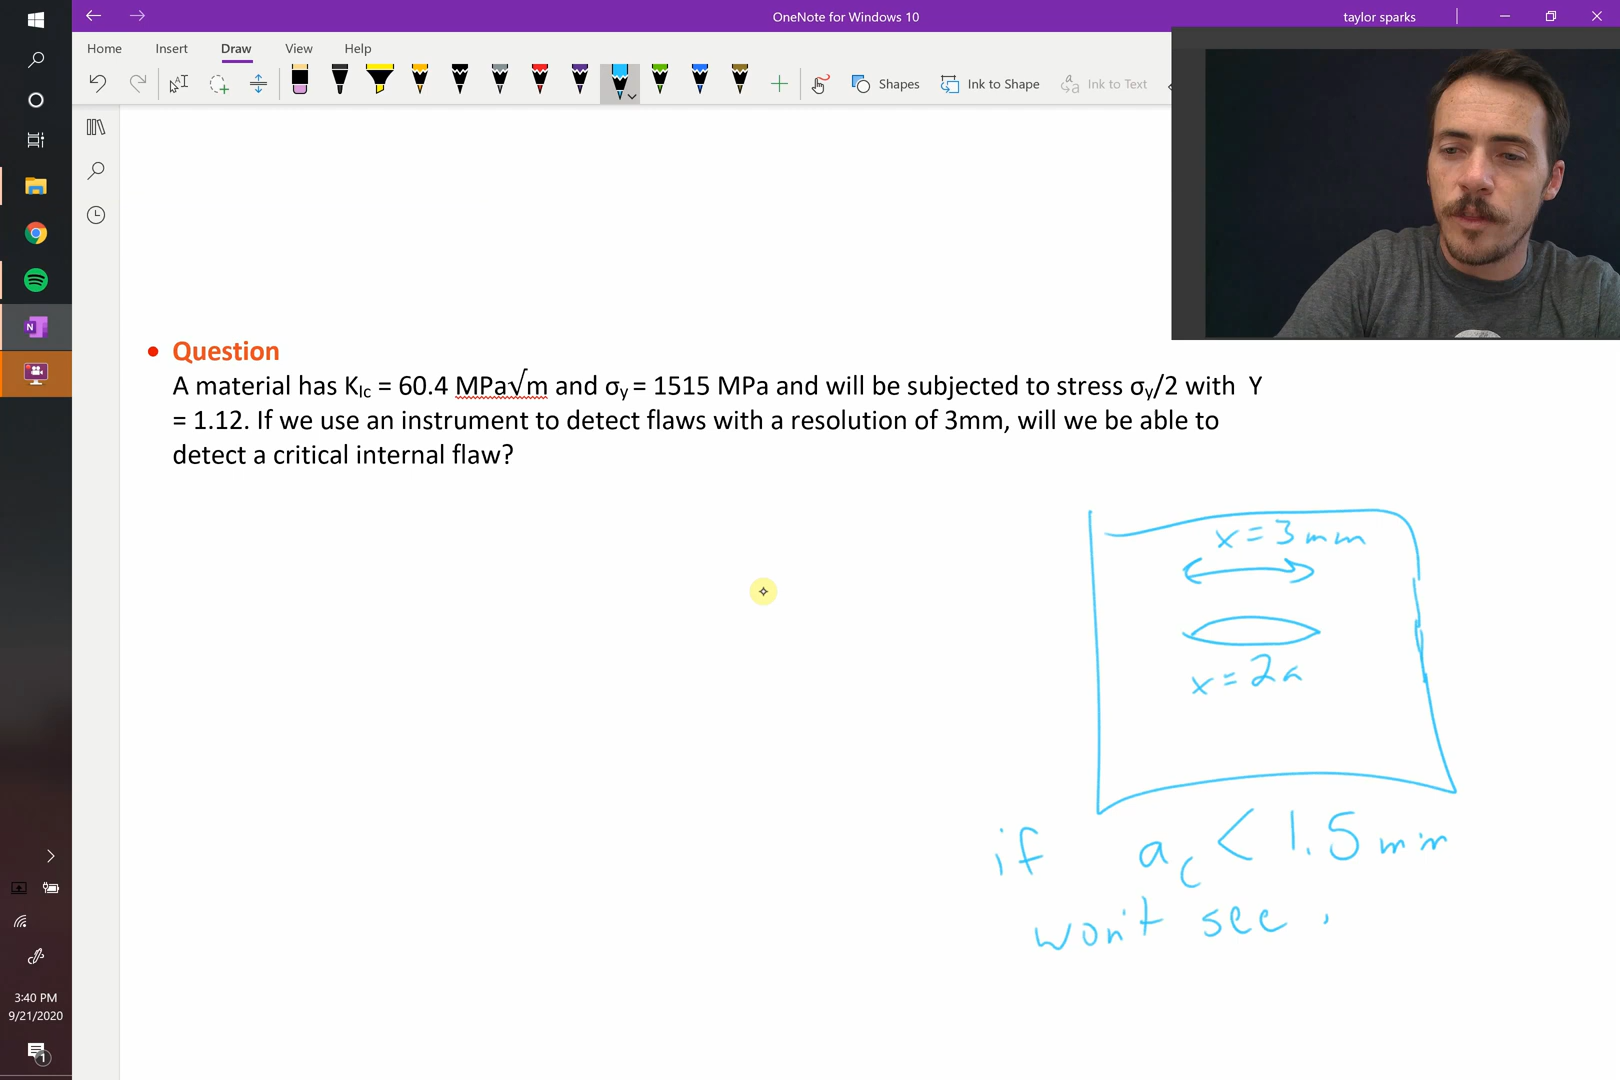 OneNote for Windows 10
taylor sparks
Home Insert Draw View Help
Shapes Ink to Shape Ink to Text
• Question
A material has KIc = 60.4 MPa√m and σy = 1515 MPa and will be subjected to stress σy/2 with Y
= 1.12. If we use an instrument to detect flaws with a resolution of 3mm, will we be able to
detect a critical internal flaw?
x = 3mm
x = 2a
if ac < 1.5 mm
won't see .
3:40 PM
9/21/2020
1